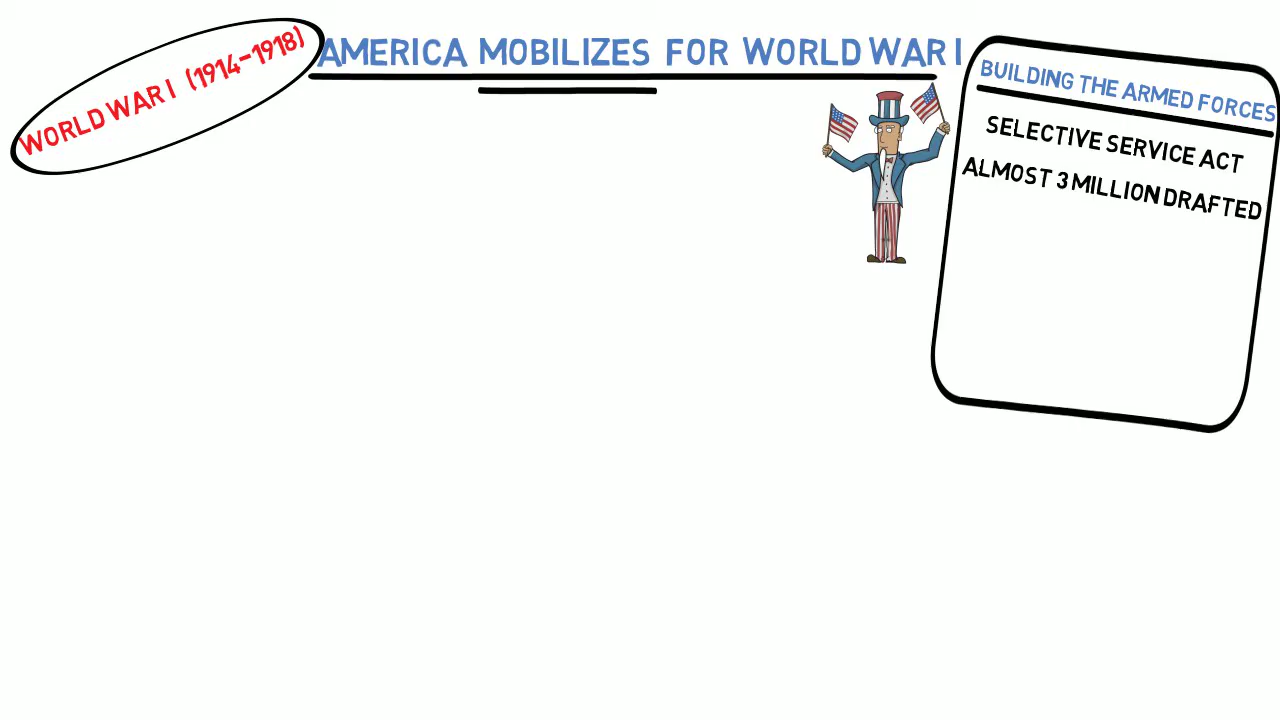 WORLD WAR I (1914-1918)
AMERICA MOBILIZES FOR WORLD WAR I
BUILDING THE ARMED FORCES
SELECTIVE SERVICE ACT
ALMOST 3 MILLION DRAFTED